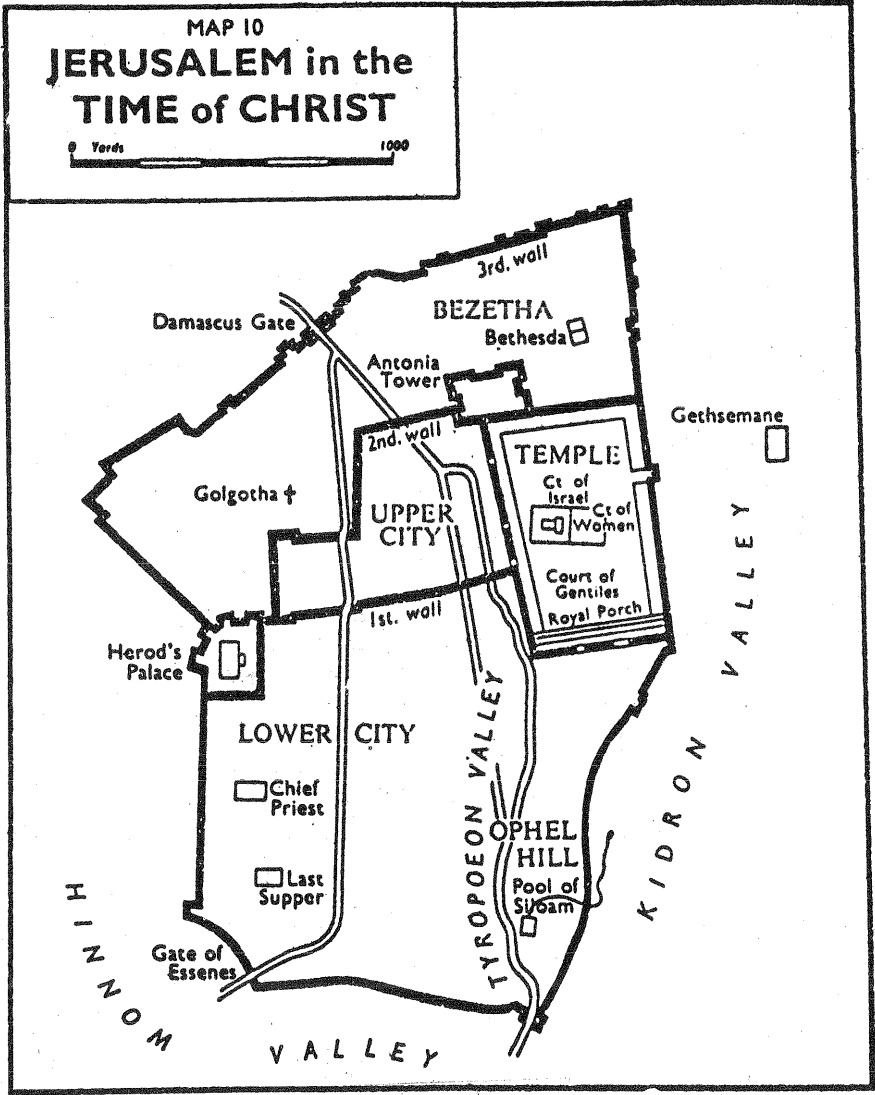 MAP 10
JERUSALEM in the
TIME of CHRIST
0 Yards 1000
3rd. wall
BEZETHA
Damascus Gate
Bethesda
Antonia
Tower
Gethsemane
2nd. wall
TEMPLE
Ct of
Israel
Golgotha
Ct of
Women
UPPER
CITY
Court of
Gentiles
Royal Porch
1st. wall
Herod's
Palace
LOWER CITY
Chief
Priest
TYROPOEON VALLEY
KIDRON VALLEY
OPHEL
HILL
Last
Supper
Pool of
Siloam
Gate of
Essenes
HINNOM
VALLEY